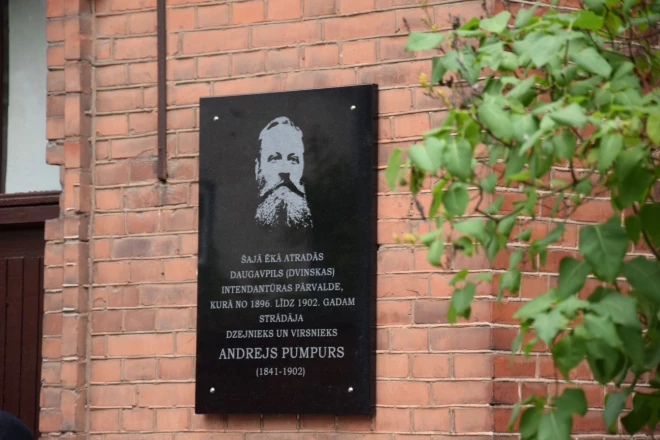 ŠAJĀ ĒKĀ ATRADĀS
DAUGAVPILS (DVINSKAS)
INTENDANTŪRAS PĀRVALDE,
KURĀ NO 1896. LĪDZ 1902. GADAM
STRĀDĀJA
DZEJNIEKS UN VIRSNIEKS
ANDREJS PUMPURS
(1841-1902)